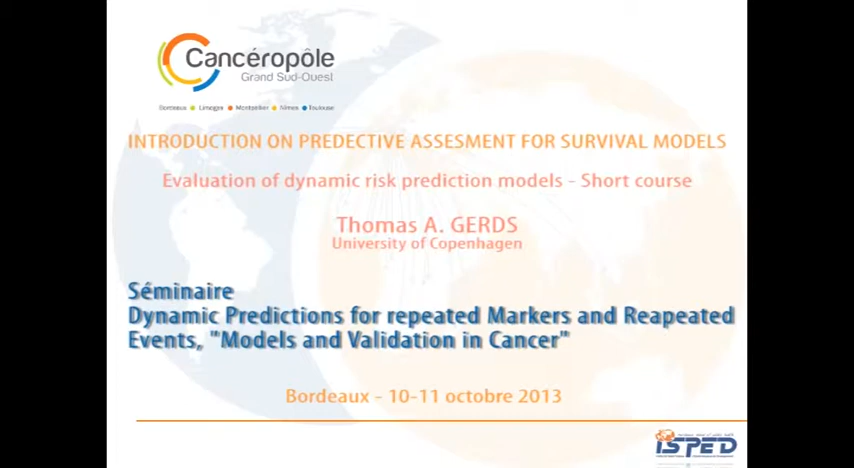 Cancéropôle
Grand Sud-Ouest
Bordeaux Limoges Montpellier Nimes Toulouse
INTRODUCTION ON PREDECTIVE ASSESMENT FOR SURVIVAL MODELS
Evaluation of dynamic risk prediction models - Short course
Thomas A. GERDS
University of Copenhagen
Séminaire
Dynamic Predictions for repeated Markers and Reapeated
Events, "Models and Validation in Cancer"
Bordeaux - 10-11 octobre 2013
ISPED